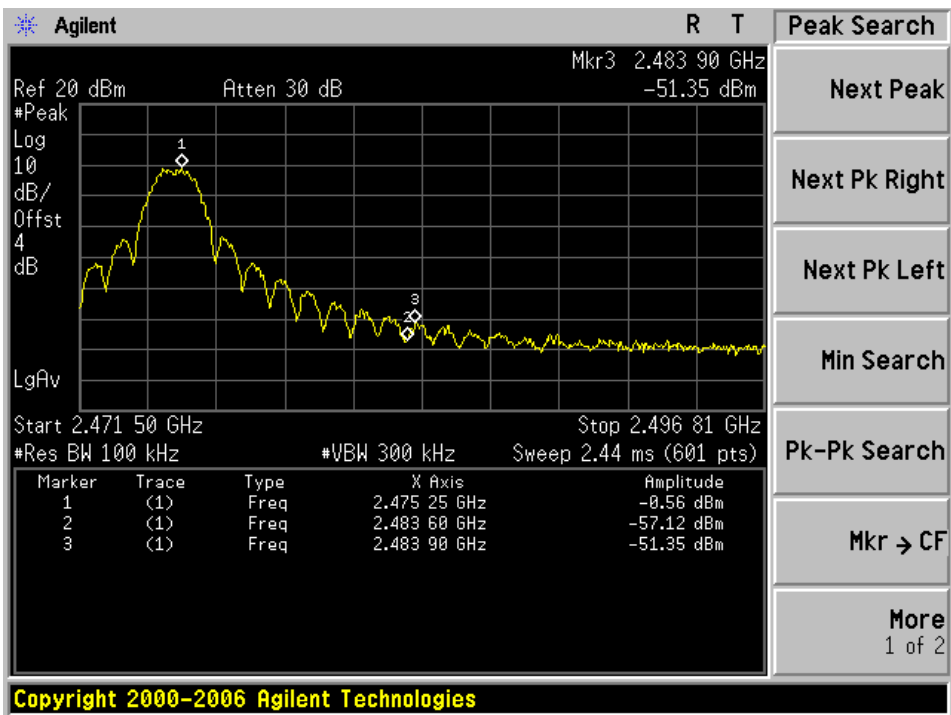 Agilent R T
Mkr3 2.483 90 GHz
Ref 20 dBm Atten 30 dB -51.35 dBm
#Peak
Log
10
dB/
Offst
4
dB
LgAv
1
3
2
Start 2.471 50 GHz Stop 2.496 81 GHz
#Res BW 100 kHz #VBW 300 kHz Sweep 2.44 ms (601 pts)
Marker Trace Type X Axis Amplitude
1 (1) Freq 2.475 25 GHz -0.56 dBm
2 (1) Freq 2.483 60 GHz -57.12 dBm
3 (1) Freq 2.483 90 GHz -51.35 dBm
Peak Search
Next Peak
Next Pk Right
Next Pk Left
Min Search
Pk-Pk Search
Mkr → CF
More
1 of 2
Copyright 2000-2006 Agilent Technologies